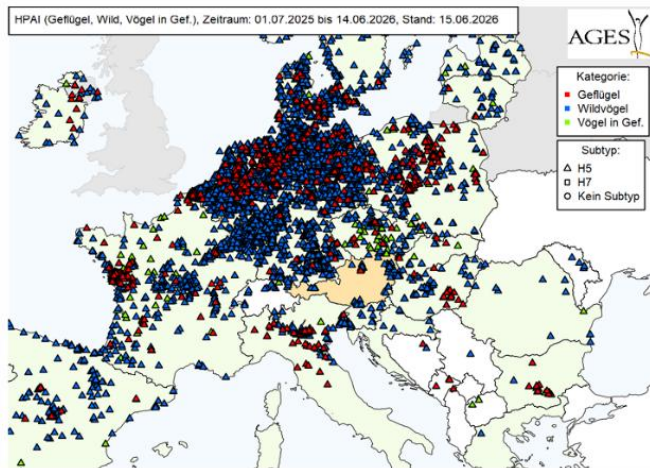 HPAI (Geflügel, Wild, Vögel in Gef.), Zeitraum: 01.07.2025 bis 14.06.2026, Stand: 15.06.2026
AGES
Kategorie:
Geflügel
Wildvögel
Vögel in Gef.
Subtyp:
H5
H7
Kein Subtyp